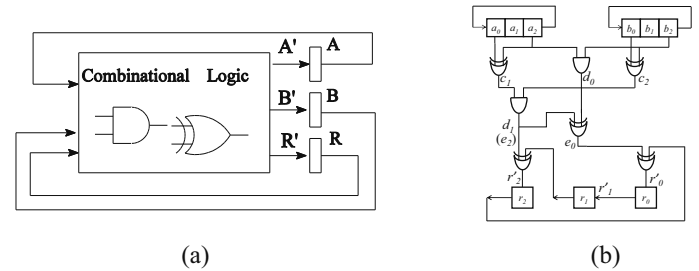 A' A
Combinational Logic
B' B
R' R
(a)
a0 a1 a2 b0 b1 b2
c1 d0 c2
d1
(e2) e0
r'2 r'1 r'0
r2 r1 r0
(b)